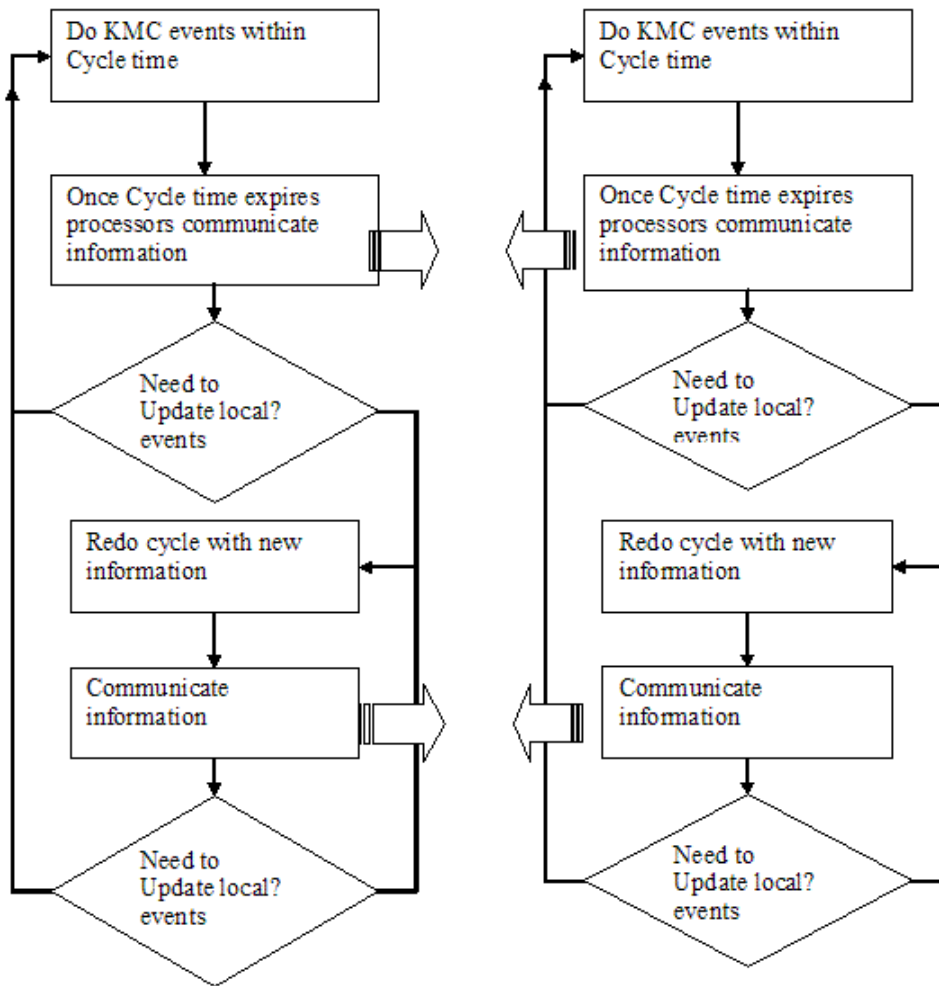 Do KMC events within
Cycle time
Once Cycle time expires
processors communicate
information
Need to
Update local?
events
Redo cycle with new
information
Communicate
information
Need to
Update local?
events
Do KMC events within
Cycle time
Once Cycle time expires
processors communicate
information
Need to
Update local?
events
Redo cycle with new
information
Communicate
information
Need to
Update local?
events